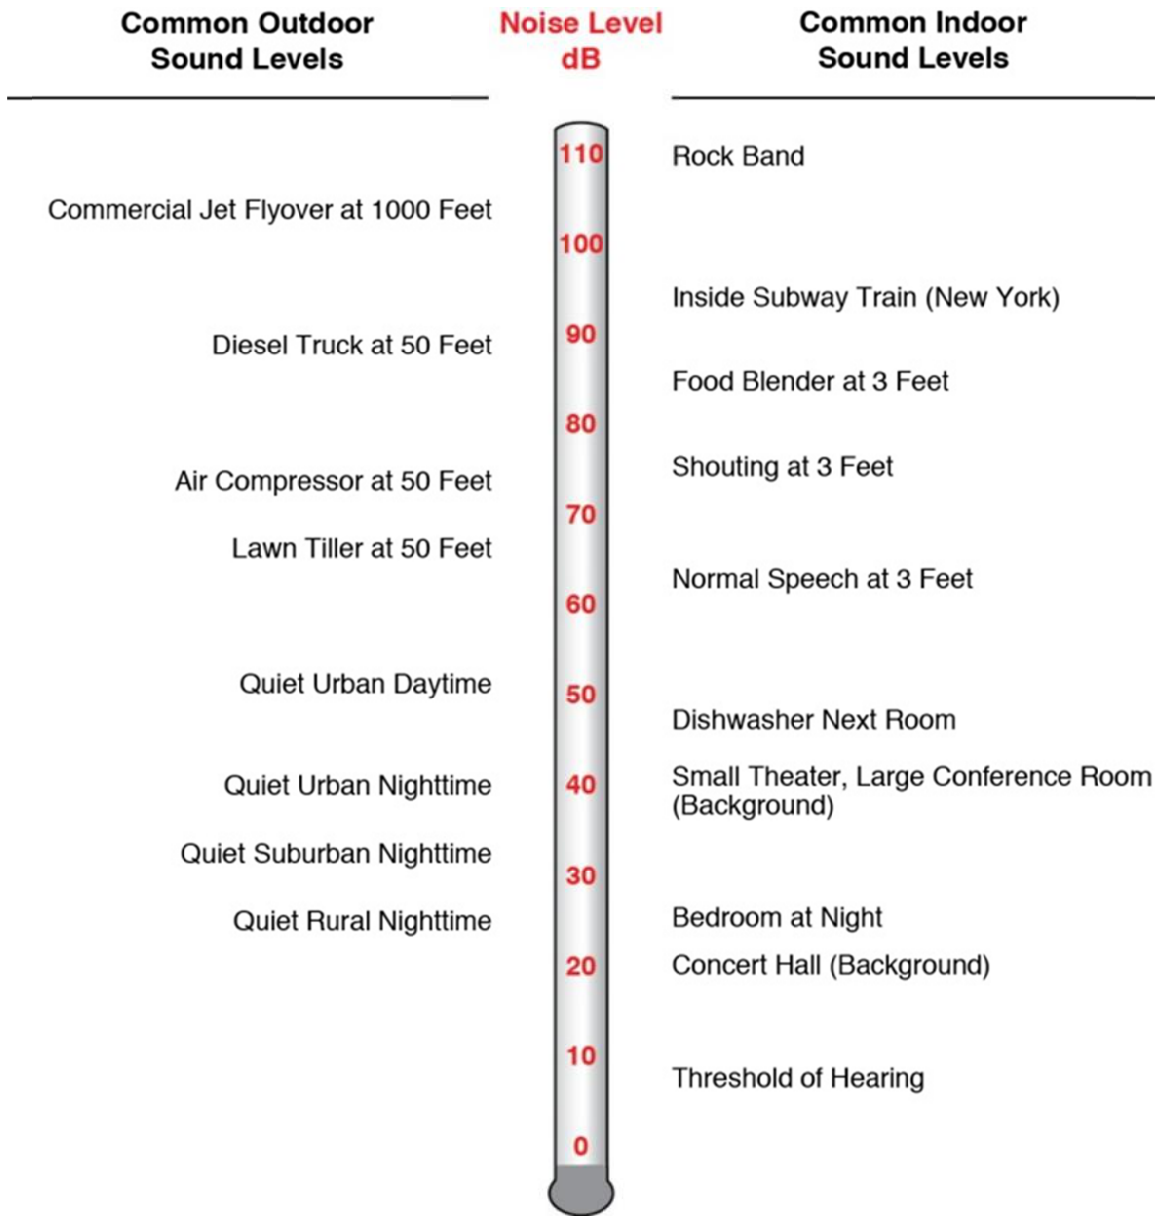 Common Outdoor
Sound Levels
Noise Level
dB
Common Indoor
Sound Levels
110
Rock Band
Commercial Jet Flyover at 1000 Feet
100
Inside Subway Train (New York)
90
Diesel Truck at 50 Feet
Food Blender at 3 Feet
80
Shouting at 3 Feet
Air Compressor at 50 Feet
70
Lawn Tiller at 50 Feet
Normal Speech at 3 Feet
60
Quiet Urban Daytime
50
Dishwasher Next Room
Quiet Urban Nighttime
40
Small Theater, Large Conference Room
(Background)
Quiet Suburban Nighttime
30
Quiet Rural Nighttime
Bedroom at Night
20
Concert Hall (Background)
10
Threshold of Hearing
0